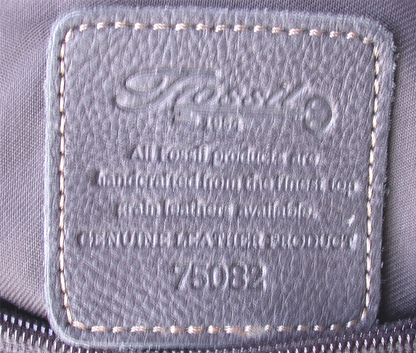 Fossil
All Fossil products are
handcrafted from the finest top
grain leathers available.
GENUINE LEATHER PRODUCT
75082